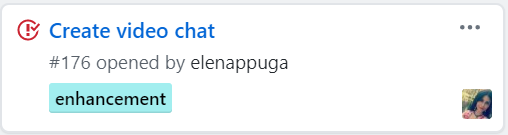 Create video chat
#176 opened by elenappuga
enhancement